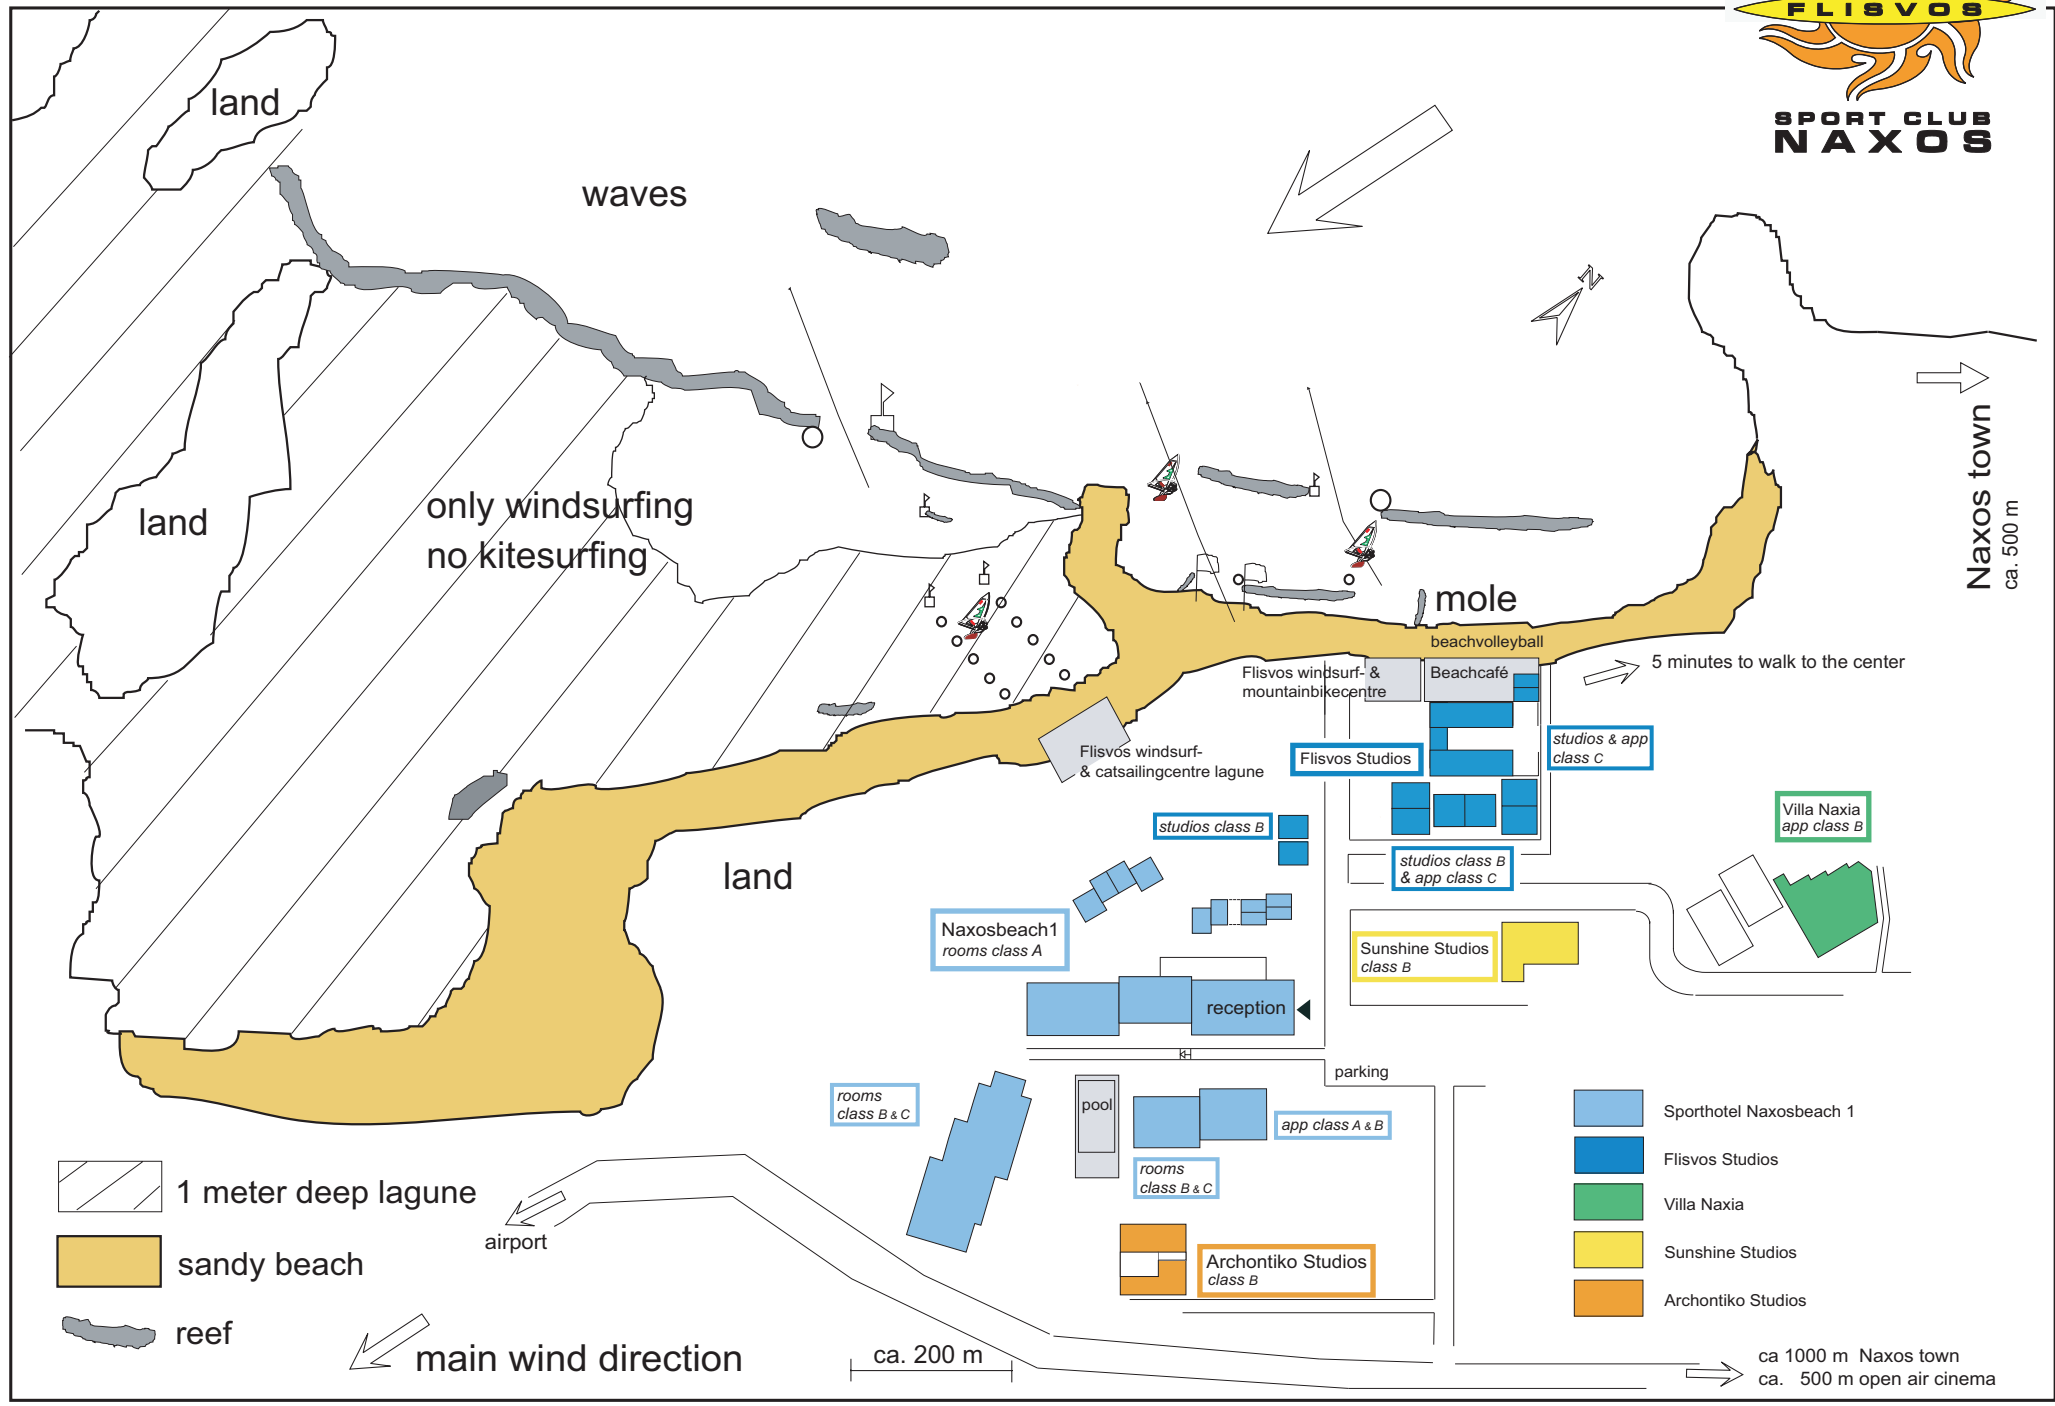 FLISVOS
SPORT CLUB
NAXOS
land
waves
N
Naxos town
ca. 500 m
land
only windsurfing
no kitesurfing
mole
beachvolleyball
5 minutes to walk to the center
Flisvos windsurf- &
mountainbikecentre
Beachcafé
Flisvos windsurf-
& catsailingcentre lagune
Flisvos Studios
studios & app
class C
Villa Naxia
app class B
studios class B
land
studios class B
& app class C
Naxosbeach1
rooms class A
Sunshine Studios
class B
reception
parking
rooms
class B & C
pool
app class A & B
rooms
class B & C
Archontiko Studios
class B
Sporthotel Naxosbeach 1
Flisvos Studios
Villa Naxia
Sunshine Studios
Archontiko Studios
1 meter deep lagune
sandy beach
reef
airport
main wind direction
ca. 200 m
ca 1000 m Naxos town
ca. 500 m open air cinema